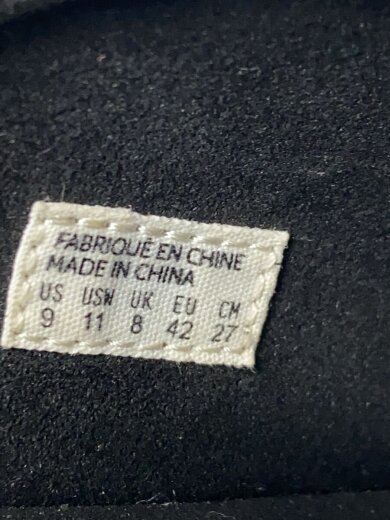 FABRIQUÉ EN CHINE
MADE IN CHINA
US USW UK EU CM
9 11 8 42 27